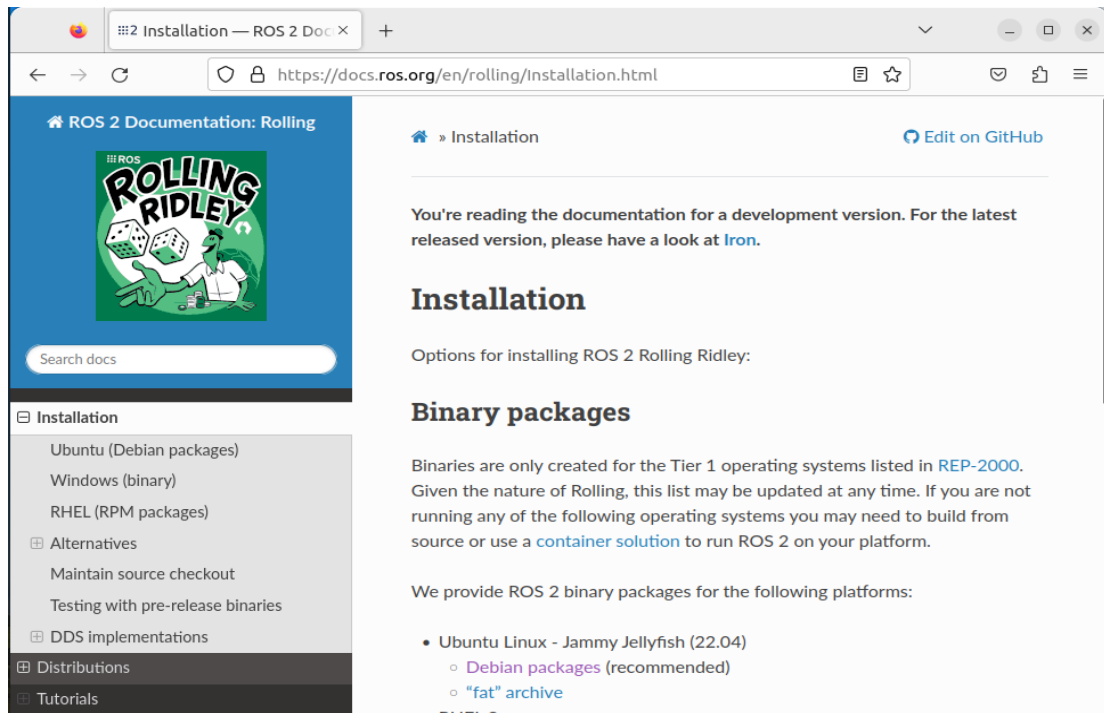 2 Installation — ROS 2 Doc
https://docs.ros.org/en/rolling/Installation.html
ROS 2 Documentation: Rolling
ROS
ROLLING
RIDLEY
Search docs
Installation
Ubuntu (Debian packages)
Windows (binary)
RHEL (RPM packages)
Alternatives
Maintain source checkout
Testing with pre-release binaries
DDS implementations
Distributions
Tutorials
» Installation
Edit on GitHub
You're reading the documentation for a development version. For the latest
released version, please have a look at Iron.
Installation
Options for installing ROS 2 Rolling Ridley:
Binary packages
Binaries are only created for the Tier 1 operating systems listed in REP-2000.
Given the nature of Rolling, this list may be updated at any time. If you are not
running any of the following operating systems you may need to build from
source or use a container solution to run ROS 2 on your platform.
We provide ROS 2 binary packages for the following platforms:
• Ubuntu Linux - Jammy Jellyfish (22.04)
◦ Debian packages (recommended)
◦ “fat” archive